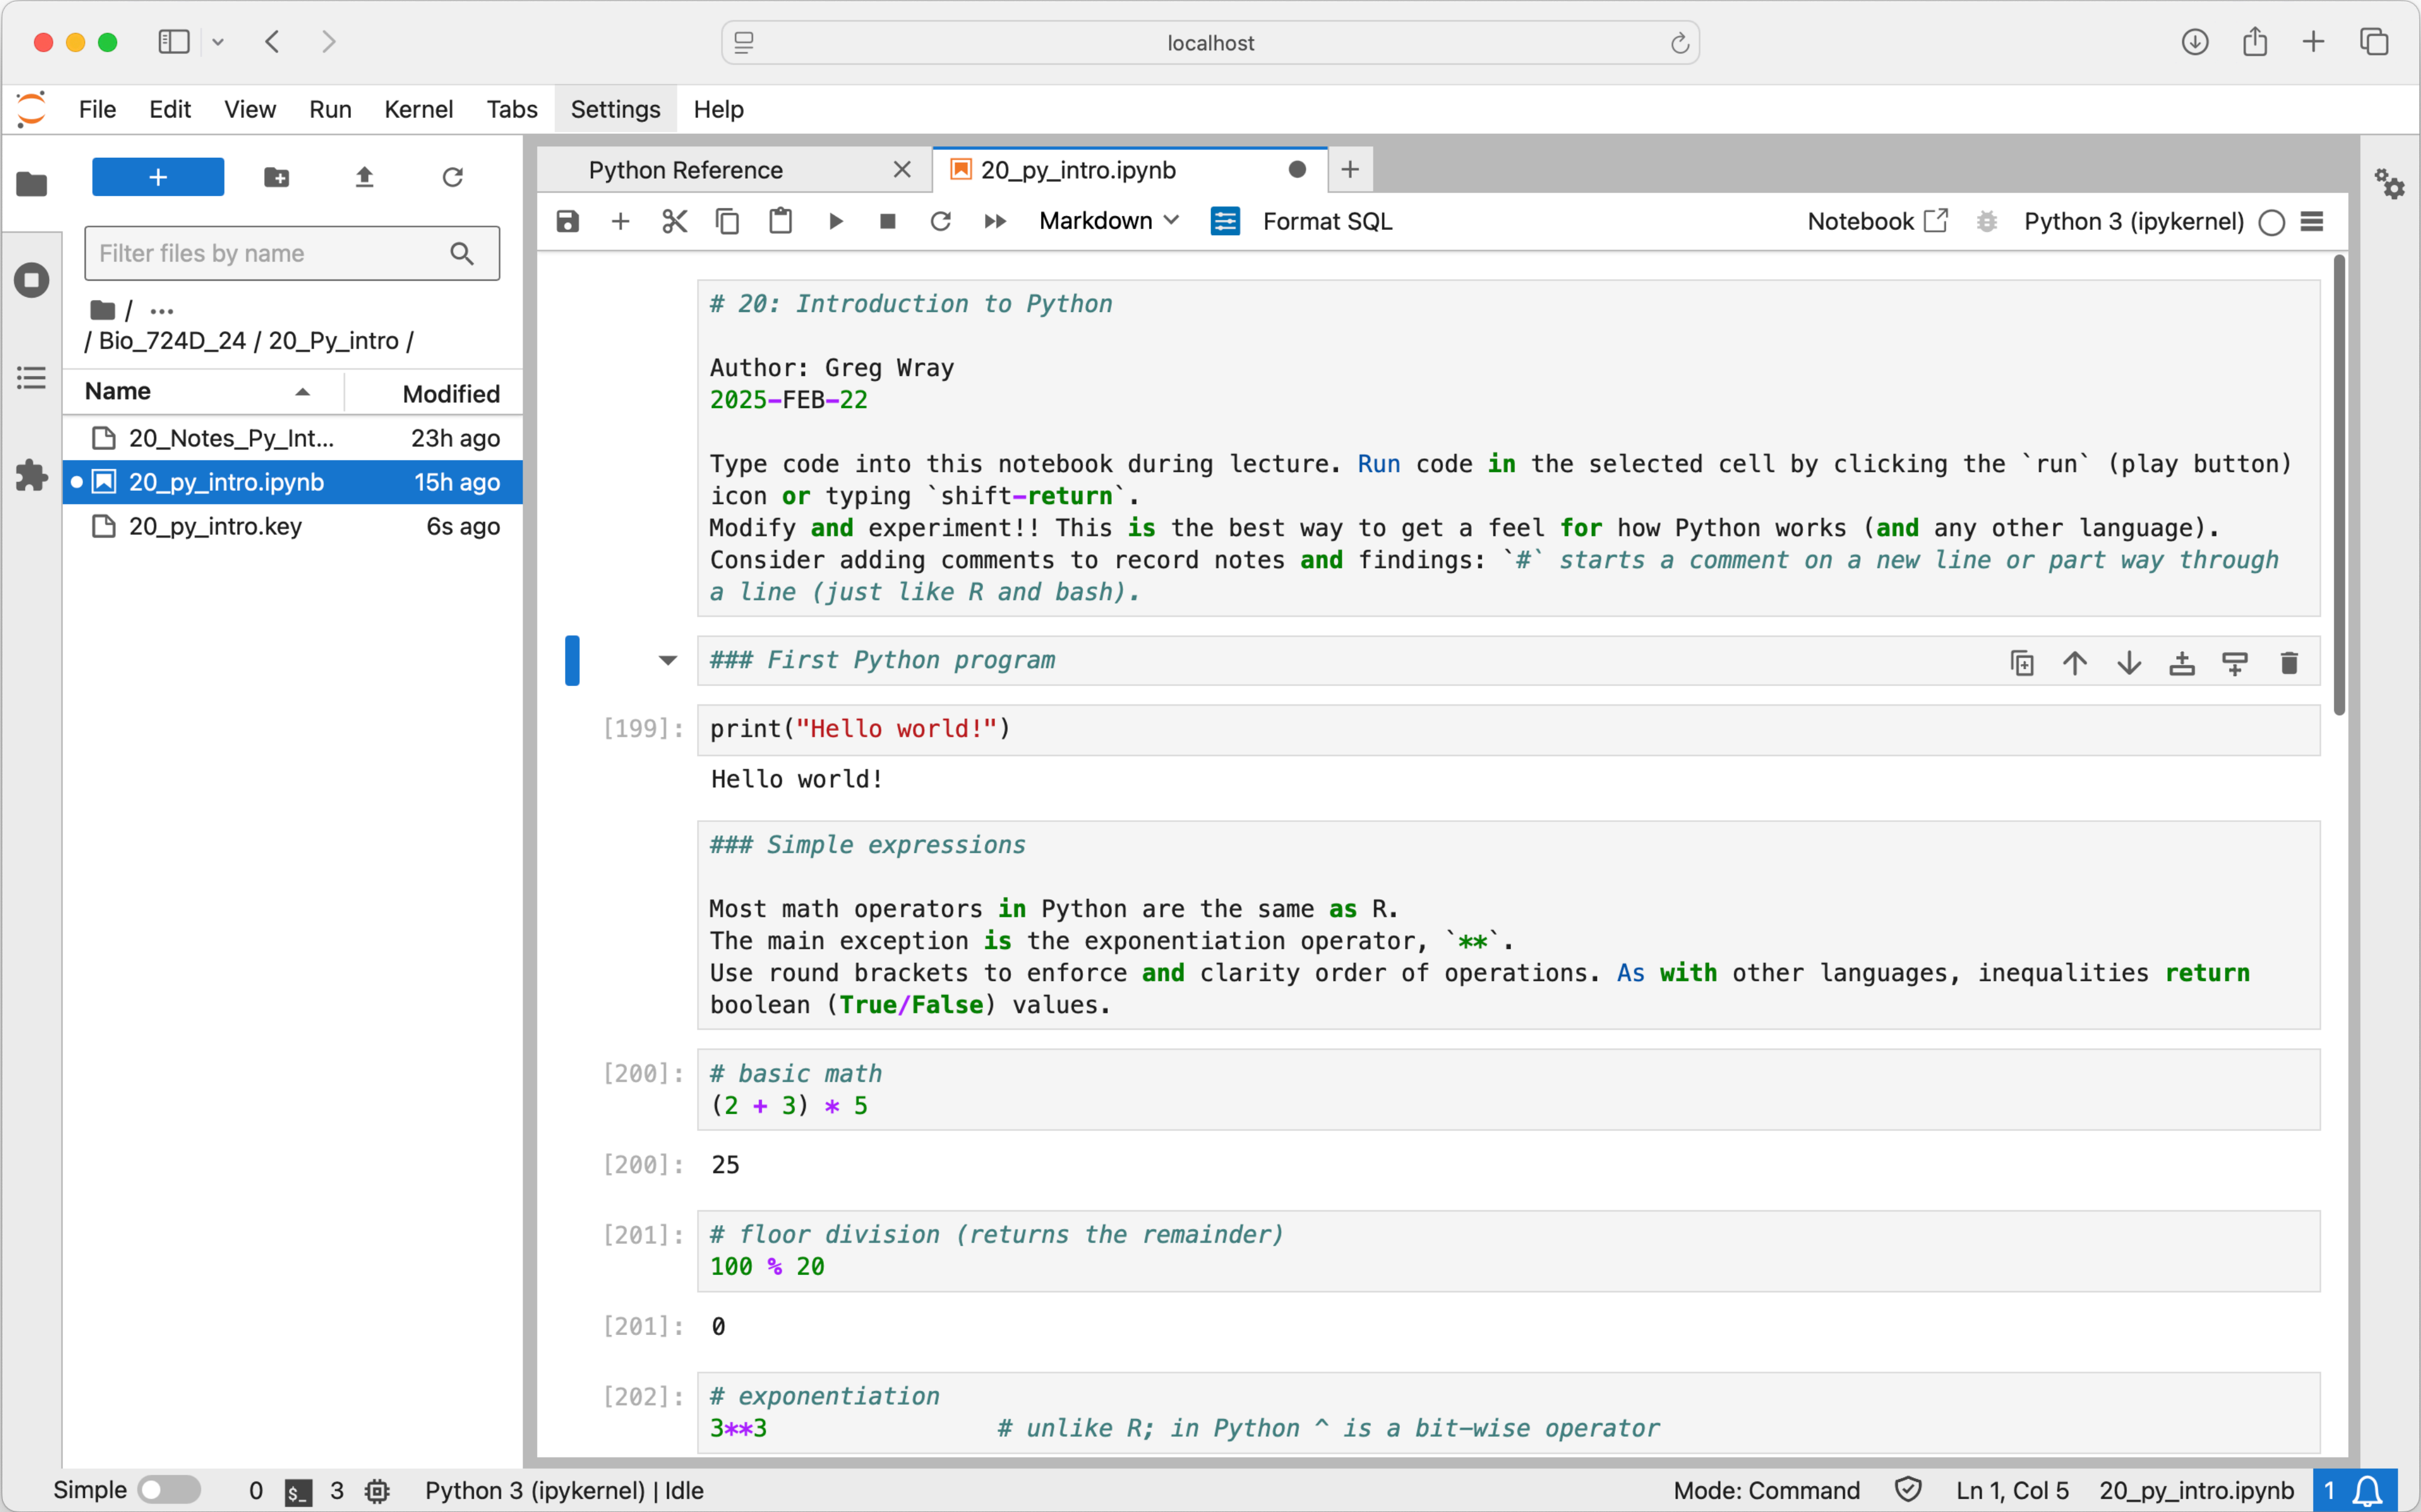 localhost
File Edit View Run Kernel Tabs Settings Help
Python Reference 20_py_intro.ipynb
Markdown Format SQL Notebook Python 3 (ipykernel)
Filter files by name
/ ...
/ Bio_724D_24 / 20_Py_intro /
Name Modified
20_Notes_Py_Int... 23h ago
20_py_intro.ipynb 15h ago
20_py_intro.key 6s ago
# 20: Introduction to Python
Author: Greg Wray
2025-FEB-22
Type code into this notebook during lecture. Run code in the selected cell by clicking the `run` (play button)
icon or typing `shift-return`.
Modify and experiment!! This is the best way to get a feel for how Python works (and any other language).
Consider adding comments to record notes and findings: `#` starts a comment on a new line or part way through
a line (just like R and bash).
### First Python program
[199]: print("Hello world!")
Hello world!
### Simple expressions
Most math operators in Python are the same as R.
The main exception is the exponentiation operator, `**`.
Use round brackets to enforce and clarity order of operations. As with other languages, inequalities return
boolean (True/False) values.
[200]: # basic math
(2 + 3) * 5
[200]: 25
[201]: # floor division (returns the remainder)
100 % 20
[201]: 0
[202]: # exponentiation
3**3 # unlike R; in Python ^ is a bit-wise operator
Simple 0 $_ 3 Python 3 (ipykernel) | Idle Mode: Command Ln 1, Col 5 20_py_intro.ipynb 1